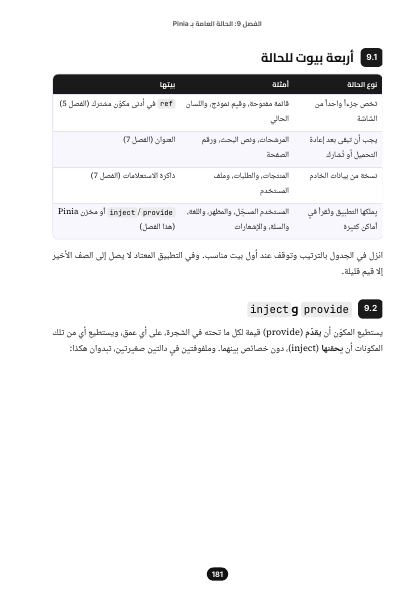 الفصل 9: الحالة العامة بـ Pinia
9.1 أربعة بيوت للحالة
نوع الحالة أمثلة بيتها
تخص جزءاً واحداً من الشاشة قائمة مفتوحة، وقيم نموذج، واللسان الحالي ref في أدنى مكوّن مشترك (الفصل 5)
يجب أن تبقى بعد إعادة التحميل أو تُشارك المرشحات، ونص البحث، ورقم الصفحة العنوان (الفصل 7)
نسخة من بيانات الخادم المنتجات، والطلبات، وملف المستخدم ذاكرة الاستعلامات (الفصل 7)
يملكها التطبيق وتُقرأ في أماكن كثيرة المستخدم المسجّل، والمظهر، واللغة، والسلة، والإشعارات inject / provide أو مخزن Pinia (هذا الفصل)
انزل في الجدول بالترتيب وتوقف عند أول بيت مناسب. وفي التطبيق المعتاد لا يصل إلى الصف الأخير
إلا قيم قليلة.
9.2 provide و inject
يستطيع المكوّن أن يقدّم (provide) قيمة لكل ما تحته في الشجرة، على أي عمق، ويستطيع أي من تلك
المكونات أن يحقنها (inject)، دون خصائص بينهما. وملفوفتين في دالتين صغيرتين، تبدوان هكذا:
181